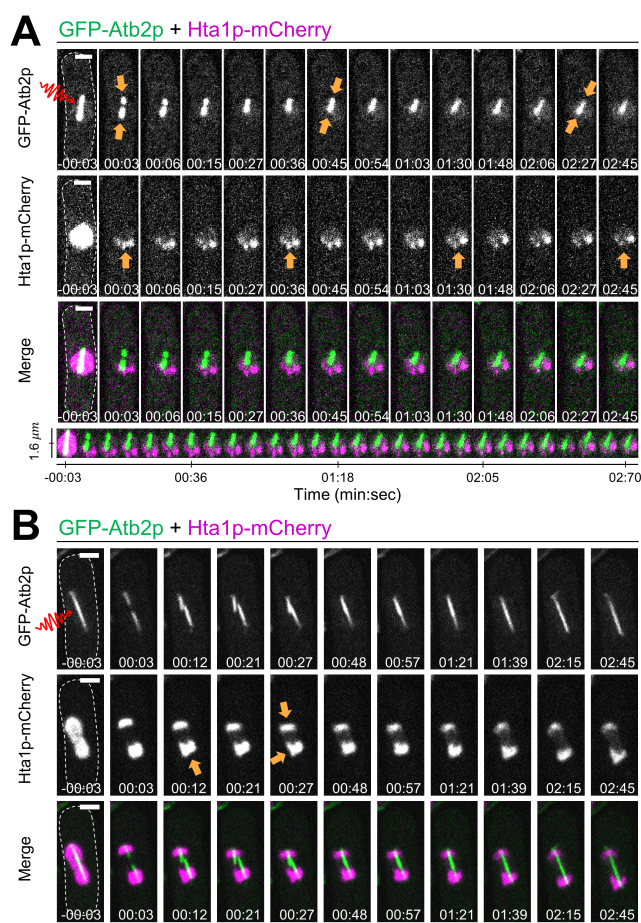 A
GFP-Atb2p + Hta1p-mCherry
GFP-Atb2p
-00:03 00:03 00:06 00:15 00:27 00:36 00:45 00:54 01:03 01:30 01:48 02:06 02:27 02:45
Hta1p-mCherry
-00:03 00:03 00:06 00:15 00:27 00:36 00:45 00:54 01:03 01:30 01:48 02:06 02:27 02:45
Merge
-00:03 00:03 00:06 00:15 00:27 00:36 00:45 00:54 01:03 01:30 01:48 02:06 02:27 02:45
1.6 μm
-00:03 00:36 01:18 02:05 02:70
Time (min:sec)
B
GFP-Atb2p + Hta1p-mCherry
GFP-Atb2p
-00:03 00:03 00:12 00:21 00:27 00:48 00:57 01:21 01:39 02:15 02:45
Hta1p-mCherry
-00:03 00:03 00:12 00:21 00:27 00:48 00:57 01:21 01:39 02:15 02:45
Merge
-00:03 00:03 00:12 00:21 00:27 00:48 00:57 01:21 01:39 02:15 02:45